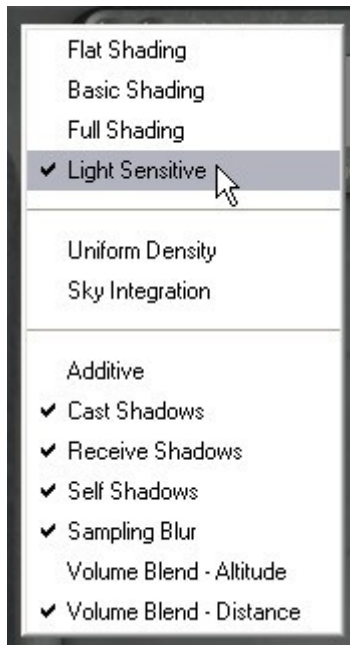 Flat Shading
Basic Shading
Full Shading
Light Sensitive
Uniform Density
Sky Integration
Additive
Cast Shadows
Receive Shadows
Self Shadows
Sampling Blur
Volume Blend - Altitude
Volume Blend - Distance